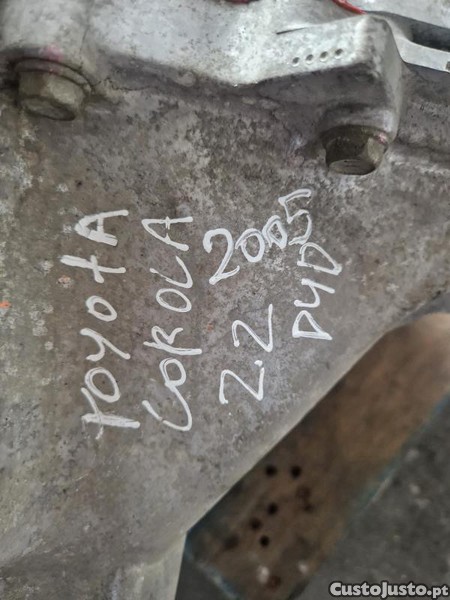 TOYOTA
COROLA
2005
2.2
D4D
CustoJusto.pt